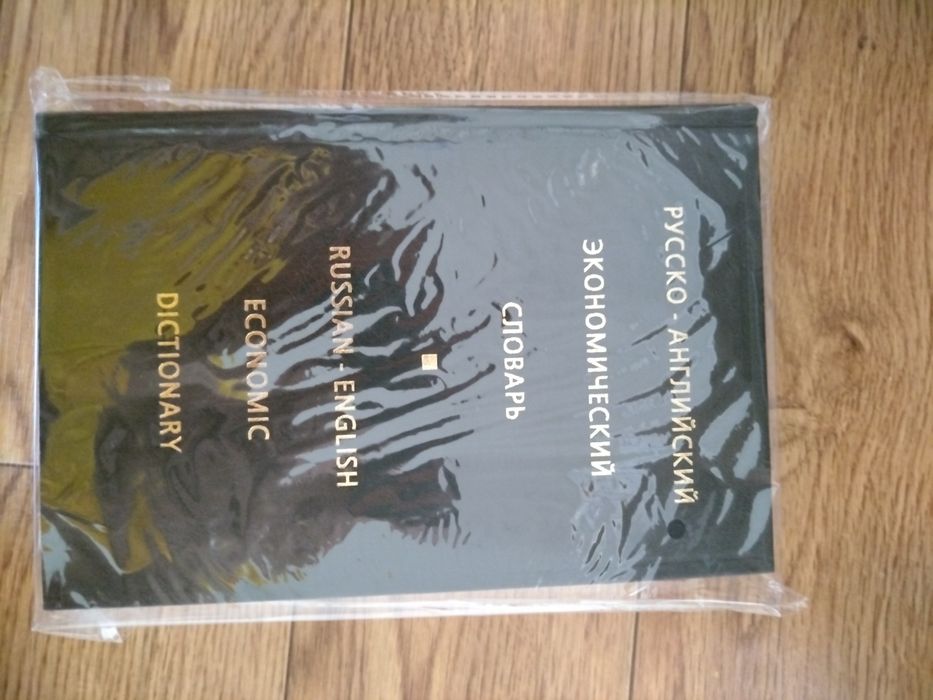 РУССКО - АНГЛИЙСКИЙ
ЭКОНОМИЧЕСКИЙ
СЛОВАРЬ
RUSSIAN - ENGLISH
ECONOMIC
DICTIONARY